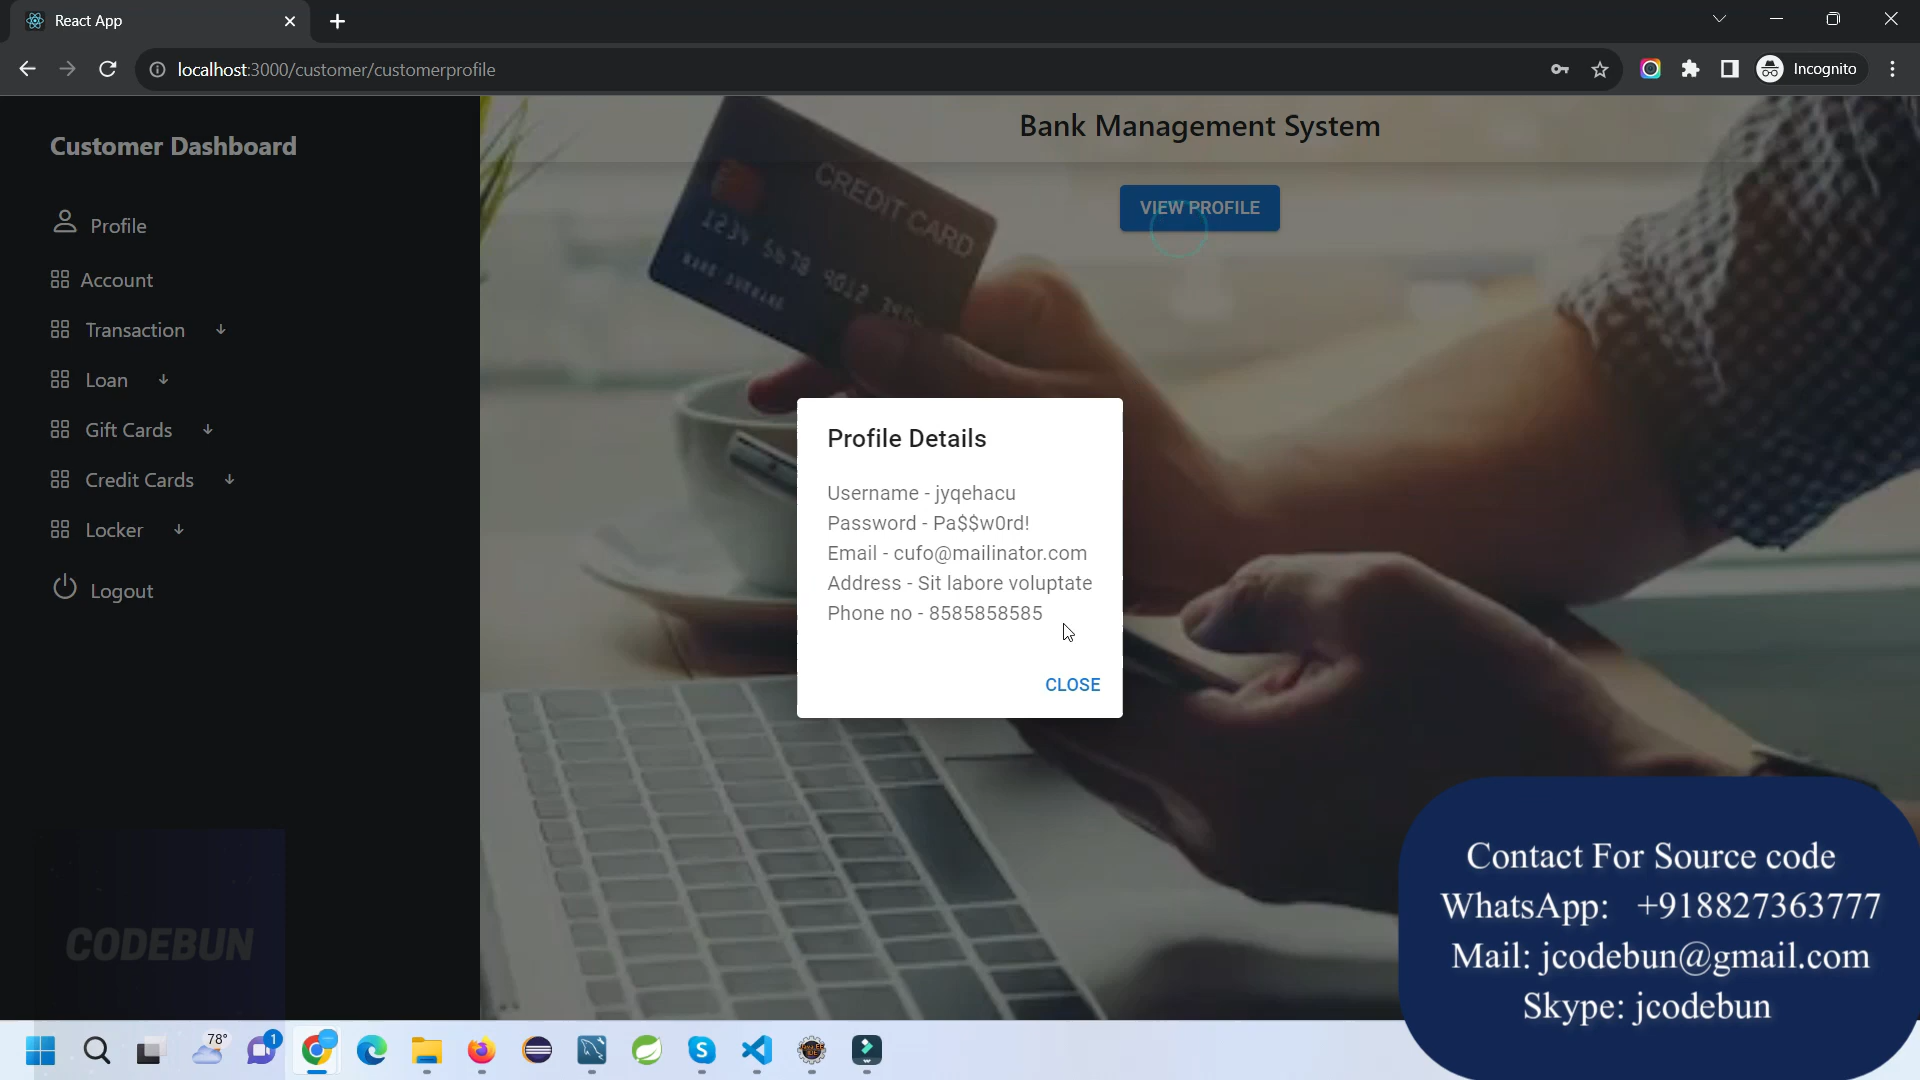 React App
localhost:3000/customer/customerprofile
Incognito
Customer Dashboard
Profile
Account
Transaction
Loan
Gift Cards
Credit Cards
Locker
Logout
Bank Management System
VIEW PROFILE
CREDIT CARD
1234 5678 9012 345
Profile Details
Username - jyqehacu
Password - Pa$$w0rd!
Email - cufo@mailinator.com
Address - Sit labore voluptate
Phone no - 8585858585
CLOSE
CODEBUN
Contact For Source code
WhatsApp: +918827363777
Mail: jcodebun@gmail.com
Skype: jcodebun
78°
1